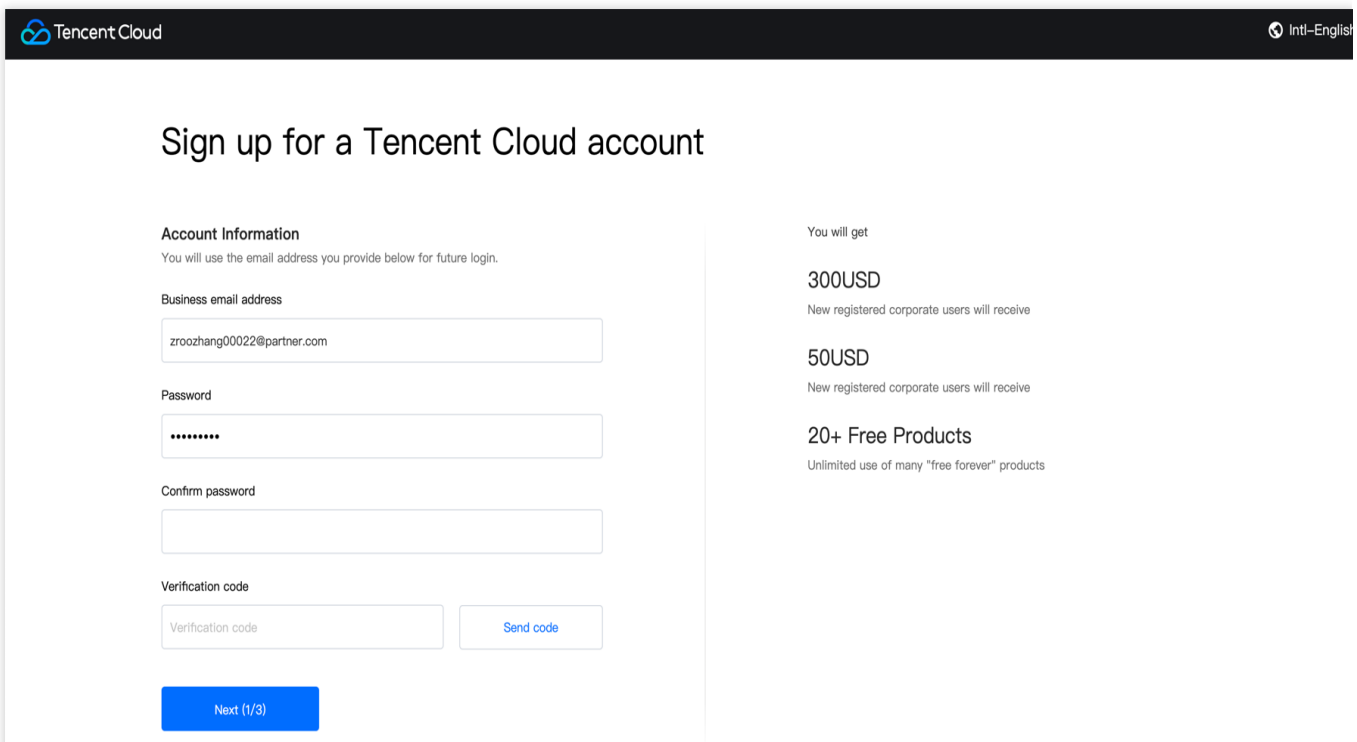 Tencent Cloud
Intl-English
Sign up for a Tencent Cloud account
Account Information
You will use the email address you provide below for future login.
Business email address
zroozhang00022@partner.com
Password
•••••••••
Confirm password
Verification code
Verification code
Send code
Next (1/3)
You will get
300USD
New registered corporate users will receive
50USD
New registered corporate users will receive
20+ Free Products
Unlimited use of many "free forever" products